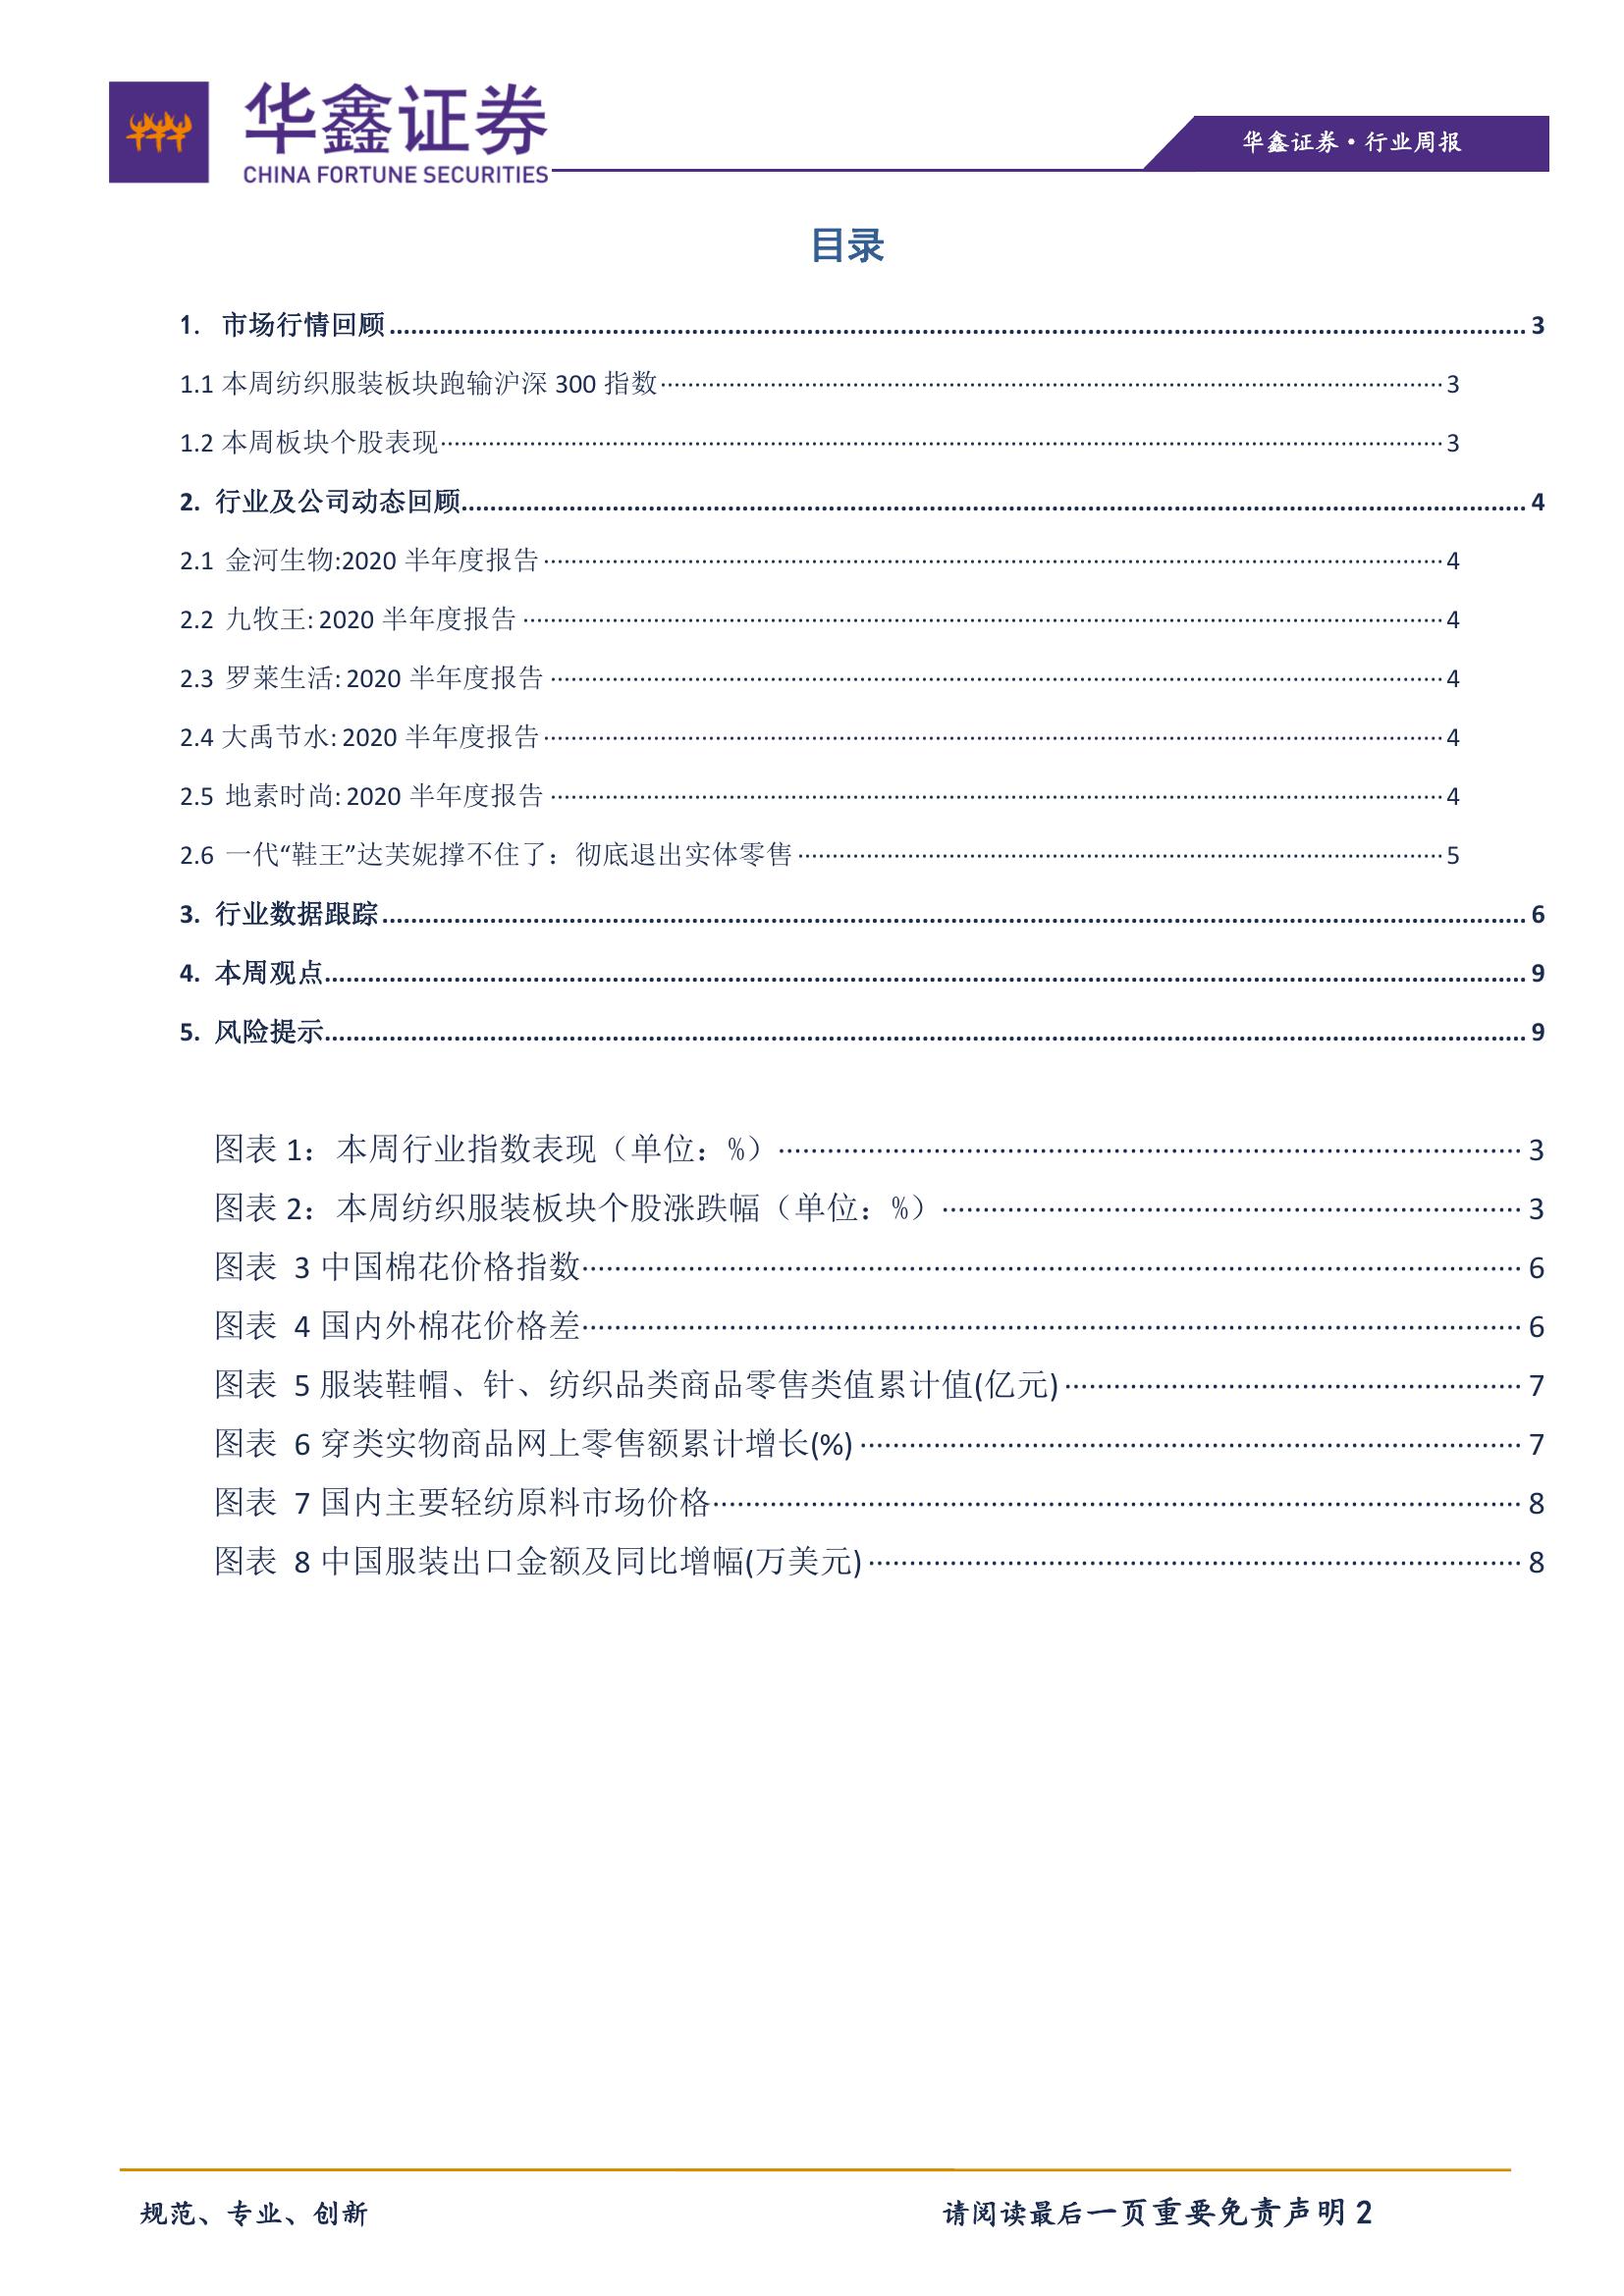 华鑫证券
CHINA FORTUNE SECURITIES
华鑫证券·行业周报
目录
1. 市场行情回顾 3
1.1 本周纺织服装板块跑输沪深 300 指数 3
1.2 本周板块个股表现 3
2. 行业及公司动态回顾 4
2.1 金河生物:2020 半年度报告 4
2.2 九牧王: 2020 半年度报告 4
2.3 罗莱生活: 2020 半年度报告 4
2.4 大禹节水: 2020 半年度报告 4
2.5 地素时尚: 2020 半年度报告 4
2.6 一代“鞋王”达芙妮撑不住了：彻底退出实体零售 5
3. 行业数据跟踪 6
4. 本周观点 9
5. 风险提示 9
图表 1：本周行业指数表现（单位：%） 3
图表 2：本周纺织服装板块个股涨跌幅（单位：%） 3
图表 3 中国棉花价格指数 6
图表 4 国内外棉花价格差 6
图表 5 服装鞋帽、针、纺织品类商品零售类值累计值(亿元) 7
图表 6 穿类实物商品网上零售额累计增长(%) 7
图表 7 国内主要轻纺原料市场价格 8
图表 8 中国服装出口金额及同比增幅(万美元) 8
规范、专业、创新
请阅读最后一页重要免责声明 2